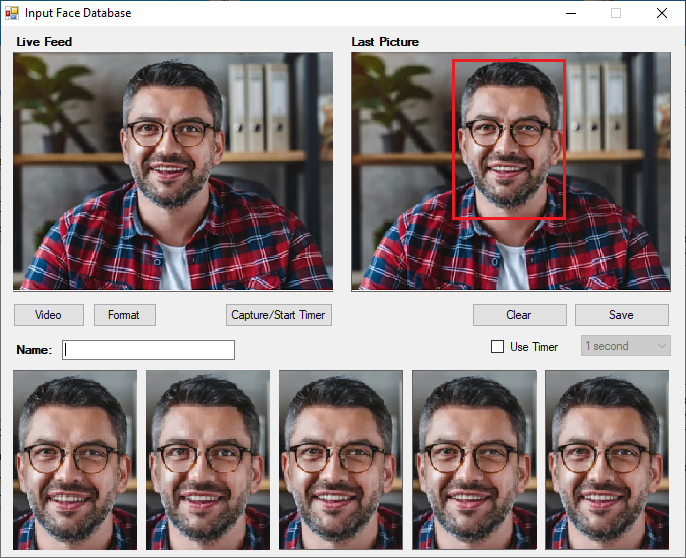 Input Face Database
Live Feed
Last Picture
Video
Format
Capture/Start Timer
Clear
Save
Name:
Use Timer
1 second